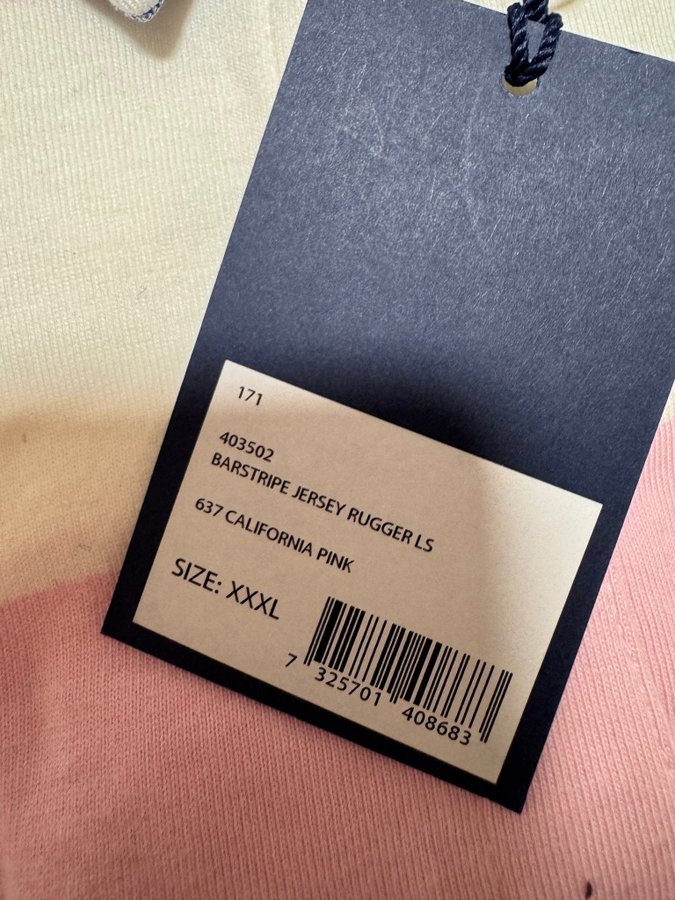 171
403502
BARSTRIPE JERSEY RUGGER LS
637 CALIFORNIA PINK
SIZE: XXXL
7 325701 408683